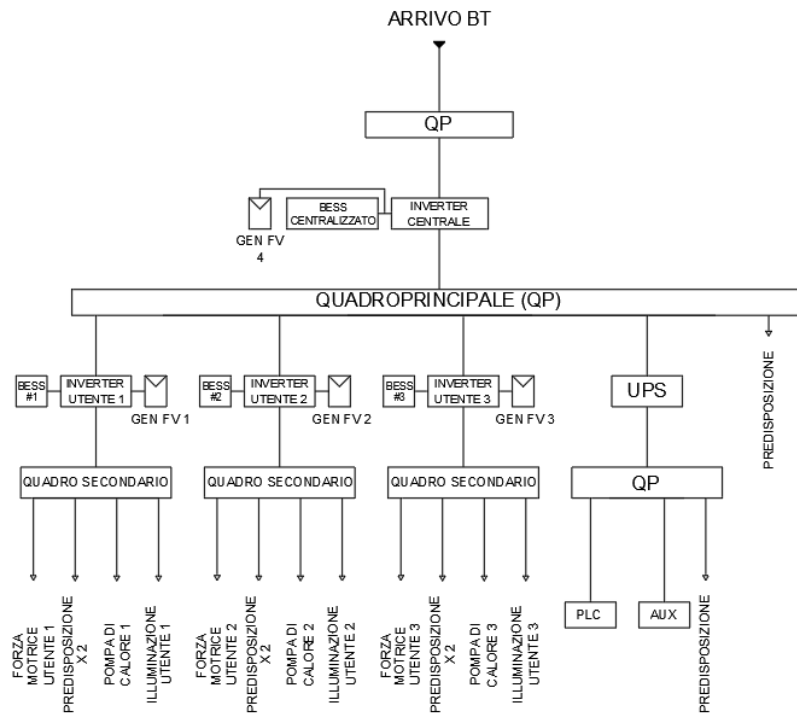 ARRIVO BT
QP
BESS
CENTRALIZZATO
INVERTER
CENTRALE
GEN FV
4
QUADROPRINCIPALE (QP)
BESS
#1
INVERTER
UTENTE 1
GEN FV 1
BESS
#2
INVERTER
UTENTE 2
GEN FV 2
BESS
#3
INVERTER
UTENTE 3
GEN FV 3
UPS
PREDISPOSIZIONE
QUADRO SECONDARIO
QUADRO SECONDARIO
QUADRO SECONDARIO
QP
FORZA
MOTRICE
UTENTE 1
PREDISPOSIZIONE
X 2
POMPA DI
CALORE 1
ILLUMINAZIONE
UTENTE 1
FORZA
MOTRICE
UTENTE 2
PREDISPOSIZIONE
X 2
POMPA DI
CALORE 2
ILLUMINAZIONE
UTENTE 2
FORZA
MOTRICE
UTENTE 3
PREDISPOSIZIONE
X 2
POMPA DI
CALORE 3
ILLUMINAZIONE
UTENTE 3
PLC
AUX
PREDISPOSIZIONE